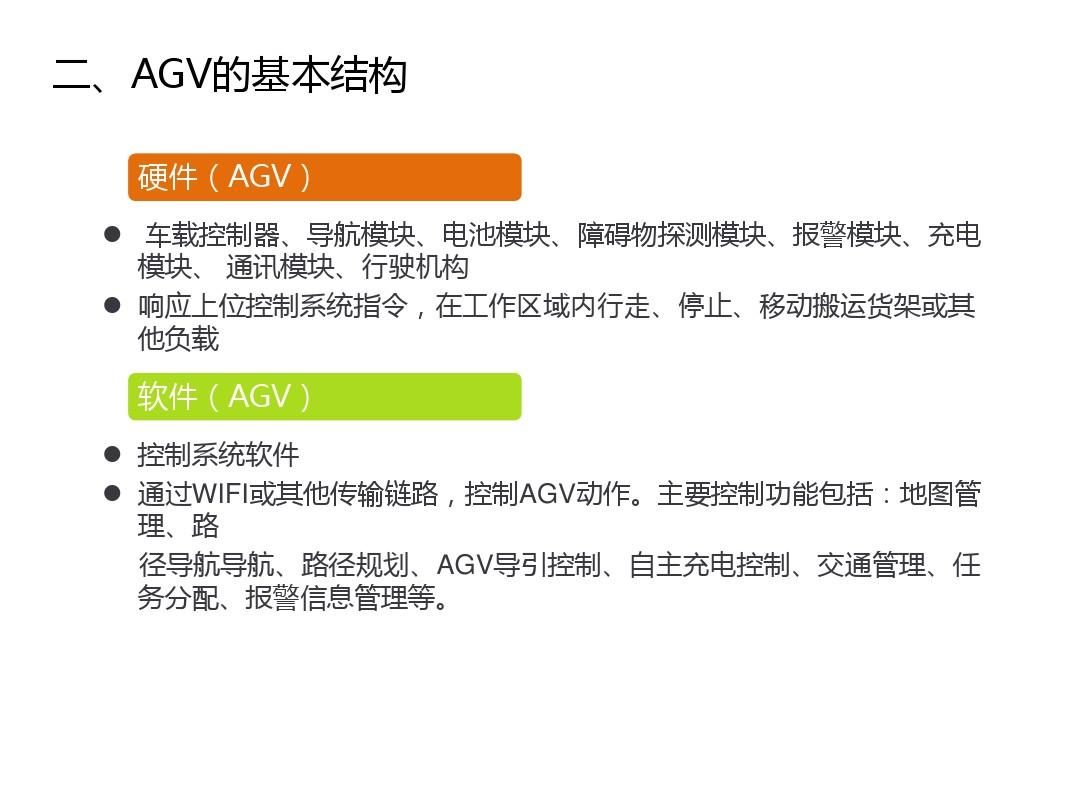 二、AGV的基本结构
硬件（AGV）
● 车载控制器、导航模块、电池模块、障碍物探测模块、报警模块、充电
模块、 通讯模块、行驶机构
● 响应上位控制系统指令，在工作区域内行走、停止、移动搬运货架或其
他负载
软件（AGV）
● 控制系统软件
● 通过WIFI或其他传输链路，控制AGV动作。主要控制功能包括：地图管
理、路
径导航导航、路径规划、AGV导引控制、自主充电控制、交通管理、任
务分配、报警信息管理等。